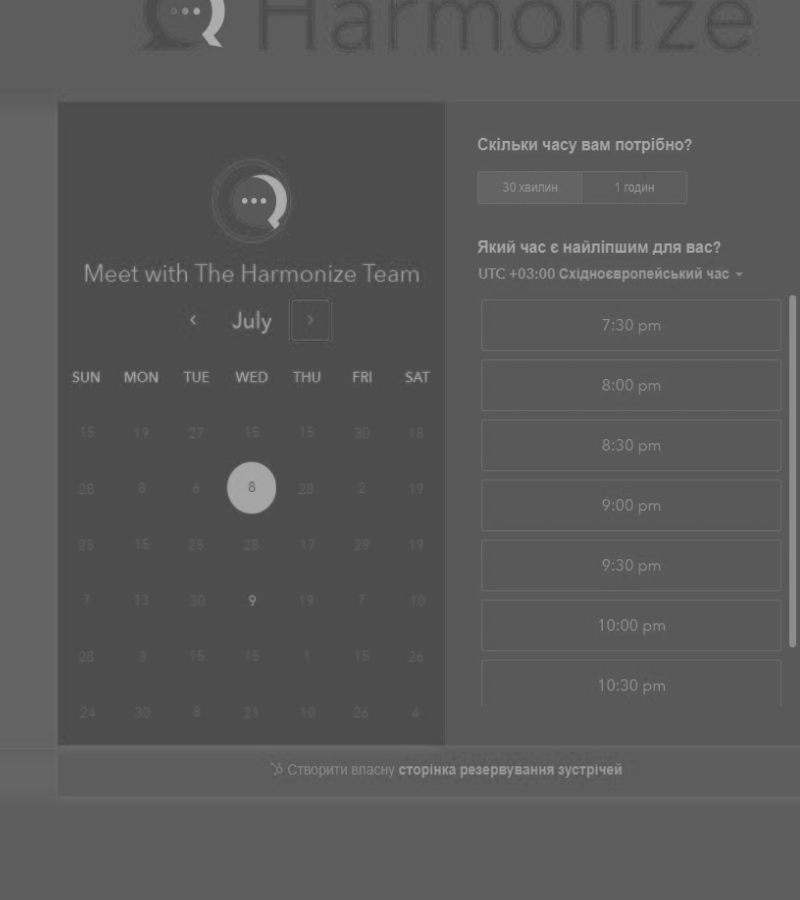 Harmonize
Meet with The Harmonize Team
July
SUN MON TUE WED THU FRI SAT
15 19 27 15 15 30 18
28 8 6 8 28 2 19
25 15 25 28 17 29 19
7 13 30 9 19 7 10
28 3 15 15 1 15 26
24 30 8 21 10 26 4
Скільки часу вам потрібно?
30 хвилин 1 годин
Який час є найліпшим для вас?
UTC +03:00 Східноєвропейський час
7:30 pm
8:00 pm
8:30 pm
9:00 pm
9:30 pm
10:00 pm
10:30 pm
Створити власну сторінка резервування зустрічей